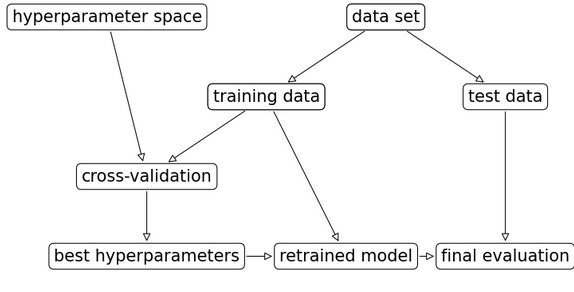 hyperparameter space
data set
training data
test data
cross-validation
best hyperparameters
retrained model
final evaluation